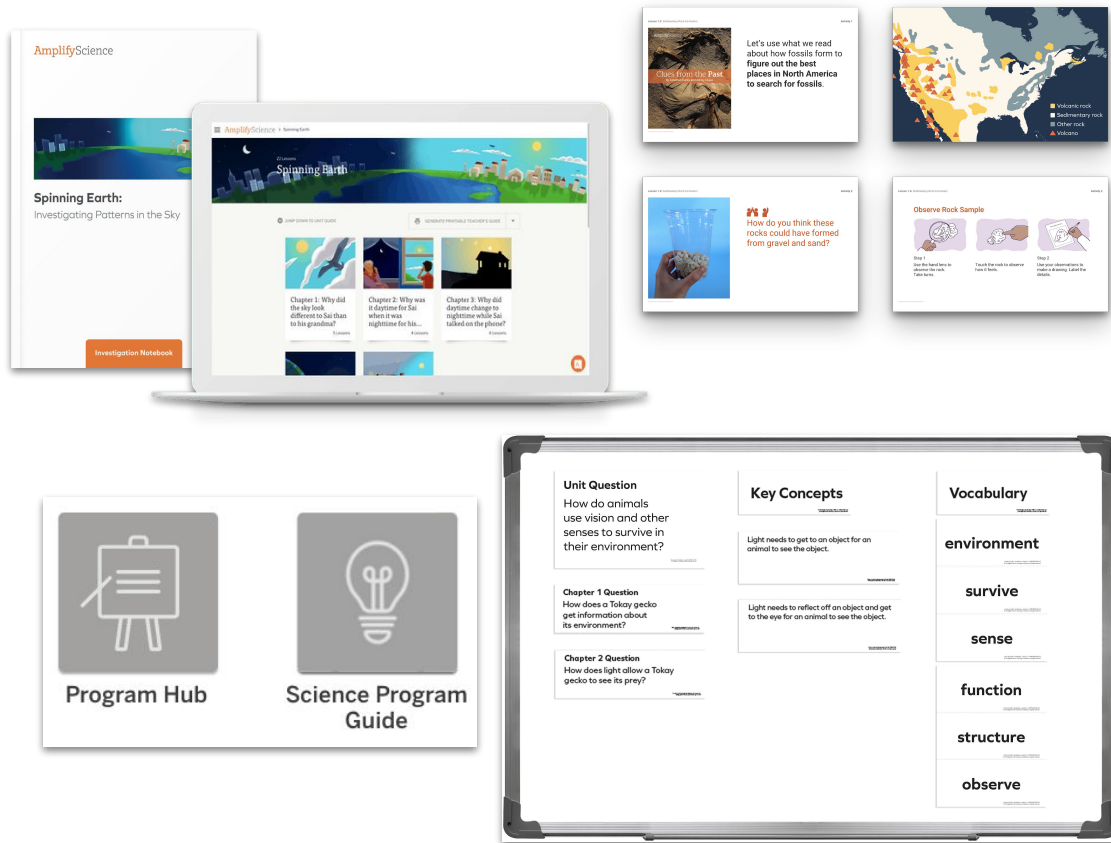 AmplifyScience
Spinning Earth:
Investigating Patterns in the Sky
Investigation Notebook
AmplifyScience > Spinning Earth
22 Lessons
Spinning Earth
JUMP DOWN TO UNIT GUIDE
GENERATE PRINTABLE TEACHER'S GUIDE
Chapter 1: Why did
the sky look
different to Sai than
to his grandma?
5 Lessons
Chapter 2: Why was
it daytime for Sai
when it was
nighttime for his...
4 Lessons
Chapter 3: Why did
daytime change to
nighttime while Sai
talked on the phone?
Activity 1
AmplifyScience
Clues from the Past
Let's use what we read
about how fossils form to
figure out the best
places in North America
to search for fossils.
Volcanic rock
Sedimentary rock
Other rock
Volcano
Activity 2
How do you think these
rocks could have formed
from gravel and sand?
Observe Rock Sample
Step 1
Use the hand lens to
observe the rock.
Take turns.
Touch the rock to observe
how it feels.
Step 2
Use your observations to
make a drawing. Label the
details.
Program Hub
Science Program
Guide
Unit Question
How do animals
use vision and other
senses to survive in
their environment?
Chapter 1 Question
How does a Tokay gecko
get information about
its environment?
Chapter 2 Question
How does light allow a Tokay
gecko to see its prey?
Key Concepts
Light needs to get to an object for an
animal to see the object.
Light needs to reflect off an object and get
to the eye for an animal to see the object.
Vocabulary
environment
survive
sense
function
structure
observe